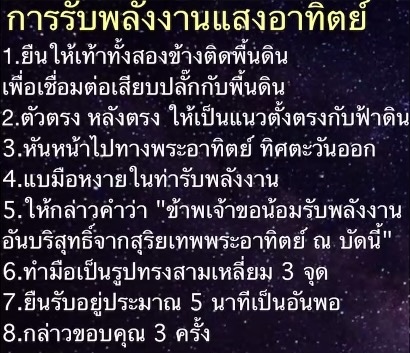 การรับพลังงานแสงอาทิตย์
1.ยืนให้เท้าทั้งสองข้างติดพื้นดิน
เพื่อเชื่อมต่อเสียบปลั๊กกับพื้นดิน
2.ตัวตรง หลังตรง ให้เป็นแนวตั้งตรงกับฟ้าดิน
3.หันหน้าไปทางพระอาทิตย์ ทิศตะวันออก
4.แบมือหงายในท่ารับพลังงาน
5.ให้กล่าวคำว่า "ข้าพเจ้าขอน้อมรับพลังงาน
อันบริสุทธิ์จากสุริยเทพพระอาทิตย์ ณ บัดนี้"
6.ทำมือเป็นรูปทรงสามเหลี่ยม 3 จุด
7.ยืนรับอยู่ประมาณ 5 นาทีเป็นอันพอ
8.กล่าวขอบคุณ 3 ครั้ง